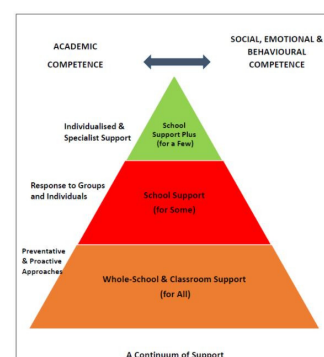 ACADEMIC
COMPETENCE
SOCIAL, EMOTIONAL &
BEHAVIOURAL
COMPETENCE
Individualised &
Specialist Support
School
Support Plus
(for a Few)
Response to Groups
and Individuals
School Support
(for Some)
Preventative
& Proactive
Approaches
Whole-School & Classroom Support
(for All)
A Continuum of Support